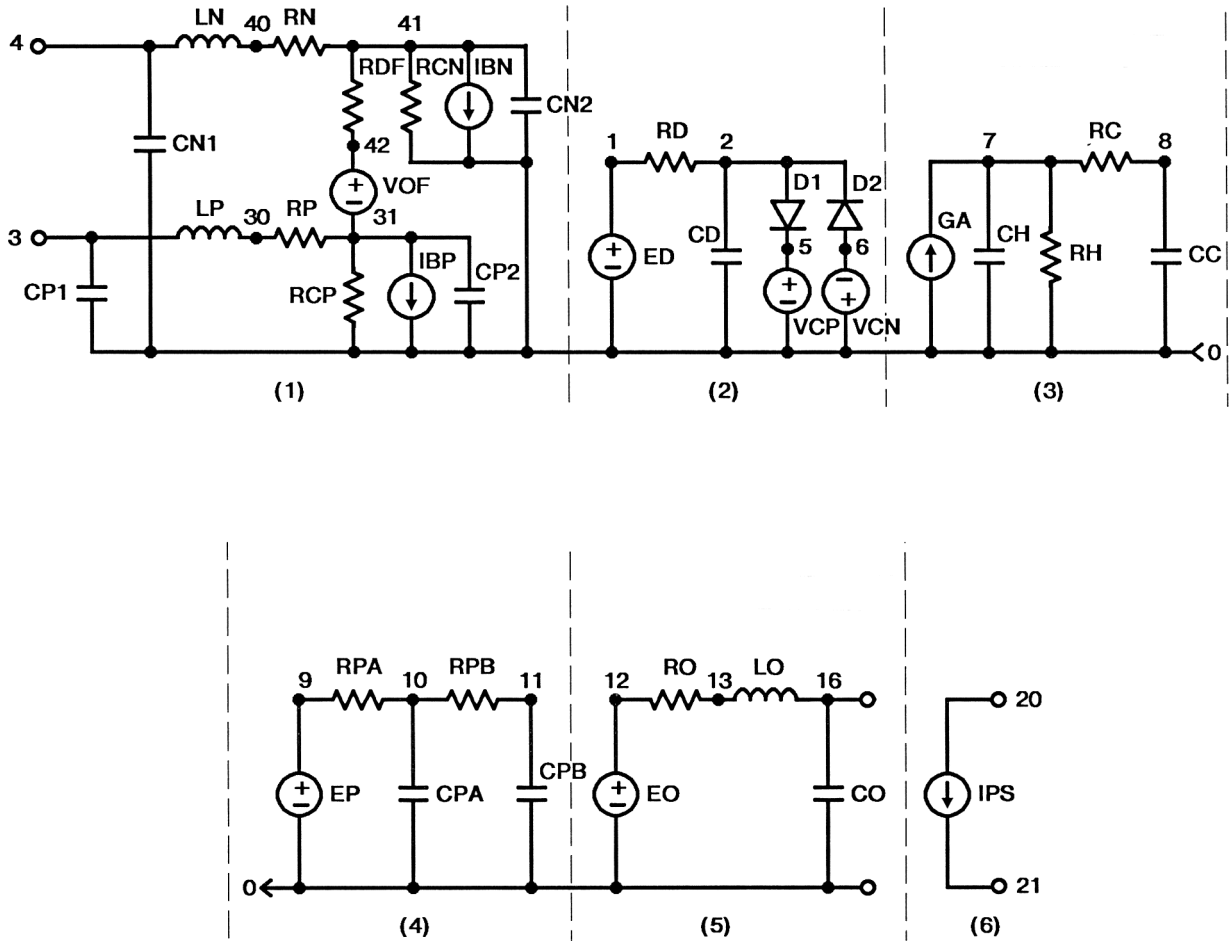 LN 40 RN 41
4
RDF RCN IBN
CN2
CN1
42
+
VOF
LP 30 RP 31
3
CP1
RCP
IBP
CP2
(1)
1 RD 2
D1 D2
+
−
ED
CD
5 6
+
−
−
+
VCP VCN
(2)
7 RC 8
GA
CH
RH
CC
0
(3)
9 RPA 10 RPB 11
+
−
EP
CPA
CPB
0
(4)
12 RO 13 LO 16
+
−
EO
CO
(5)
20
IPS
21
(6)